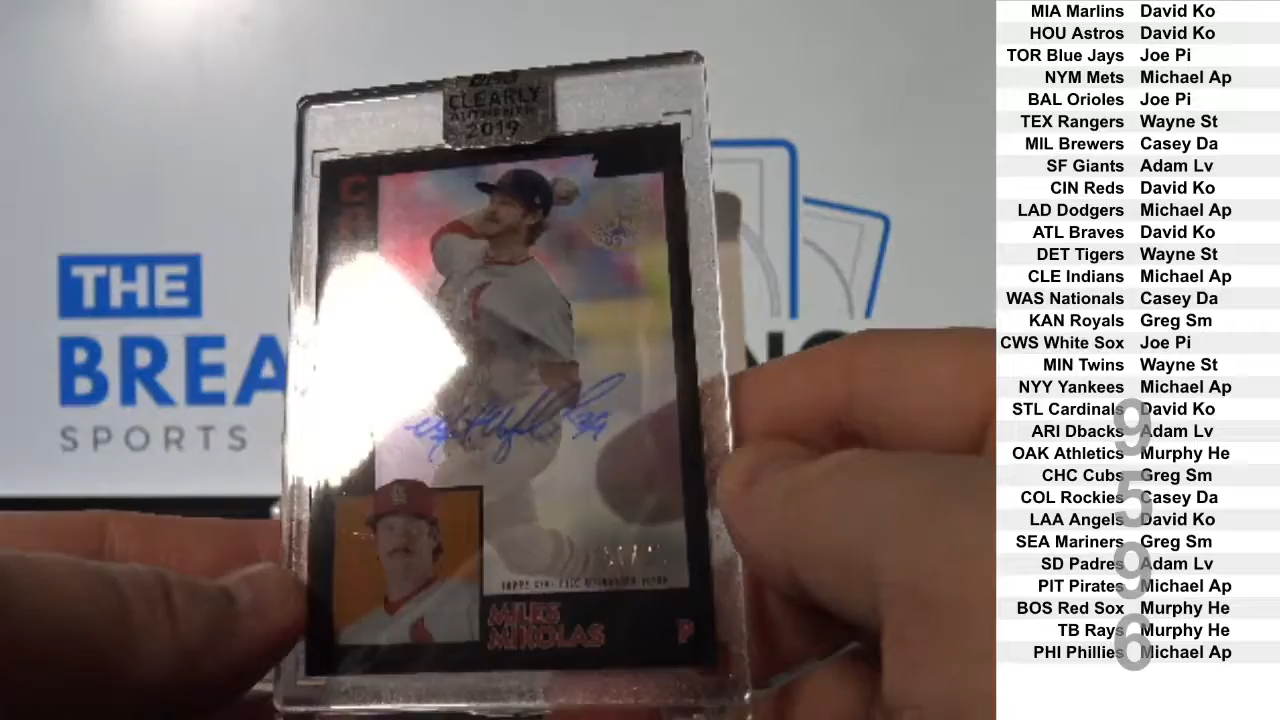 CLEARLY
AUTHENTIC
2019
MILES
MIKOLAS
P
THE
BREA
SPORTS
MIA Marlins David Ko
HOU Astros David Ko
TOR Blue Jays Joe Pi
NYM Mets Michael Ap
BAL Orioles Joe Pi
TEX Rangers Wayne St
MIL Brewers Casey Da
SF Giants Adam Lv
CIN Reds David Ko
LAD Dodgers Michael Ap
ATL Braves David Ko
DET Tigers Wayne St
CLE Indians Michael Ap
WAS Nationals Casey Da
KAN Royals Greg Sm
CWS White Sox Joe Pi
MIN Twins Wayne St
NYY Yankees Michael Ap
STL Cardinals David Ko
ARI Dbacks Adam Lv
OAK Athletics Murphy He
CHC Cubs Greg Sm
COL Rockies Casey Da
LAA Angels David Ko
SEA Mariners Greg Sm
SD Padres Adam Lv
PIT Pirates Michael Ap
BOS Red Sox Murphy He
TB Rays Murphy He
PHI Phillies Michael Ap
9
5
9
6